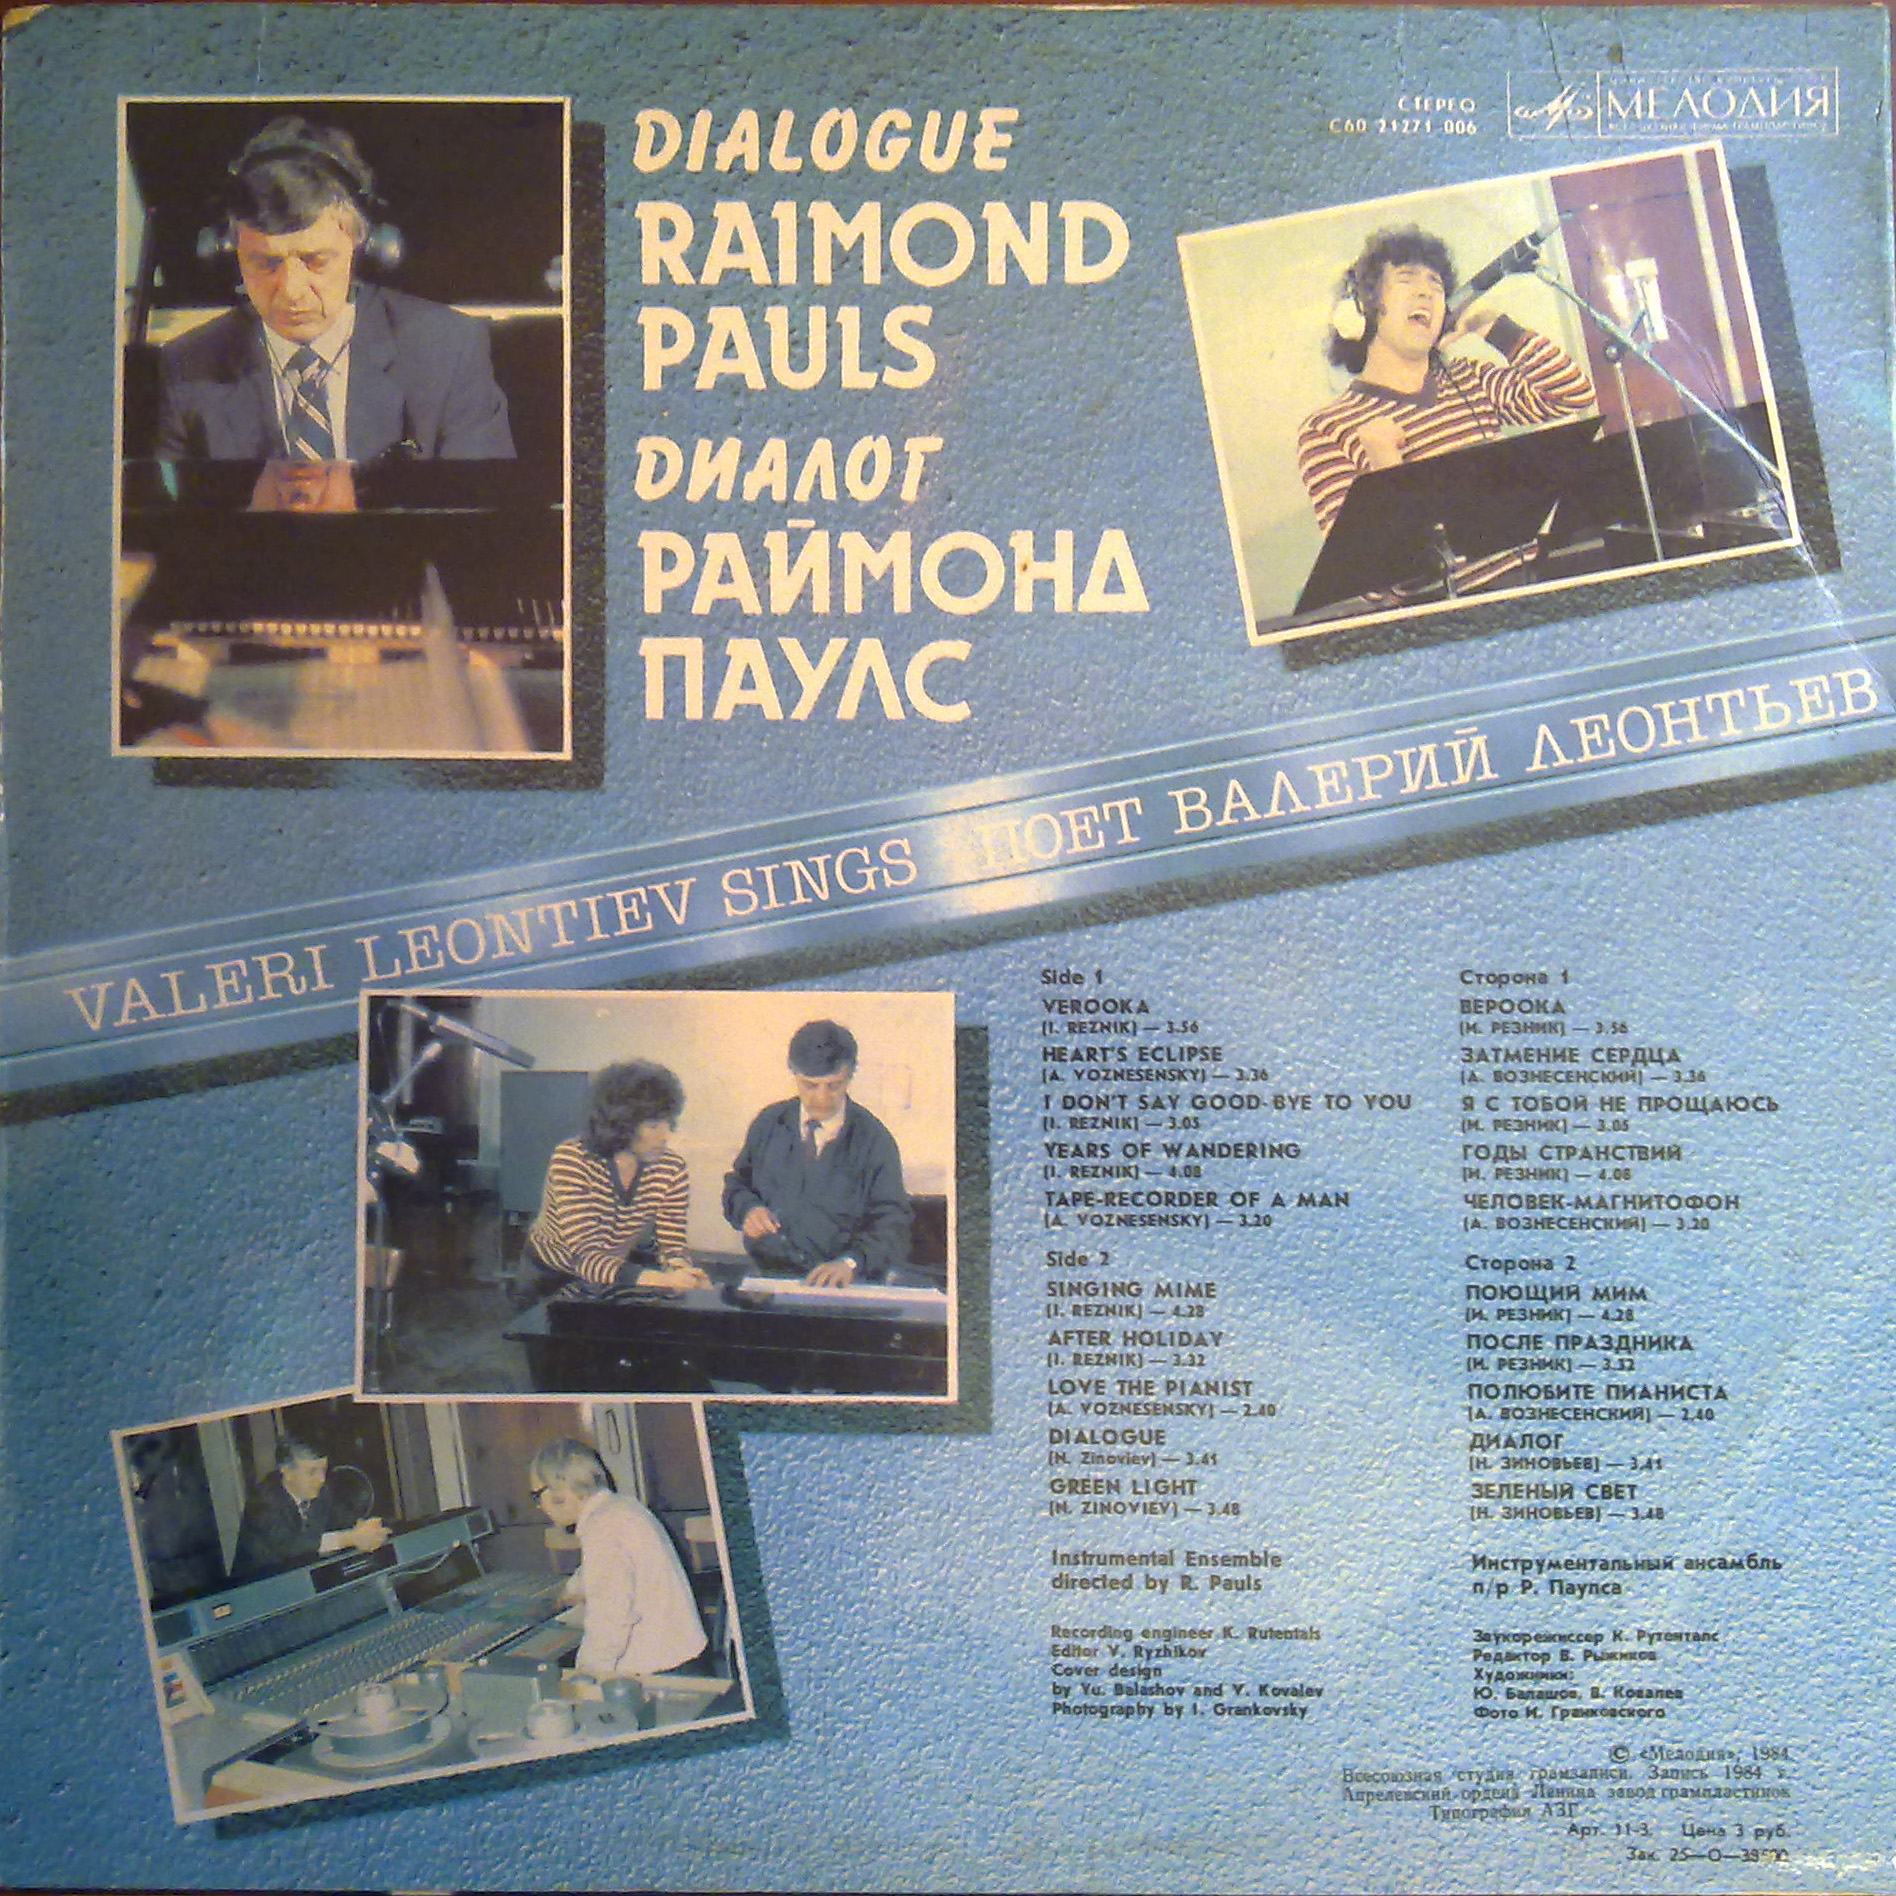 СТЕРЕО
С60 21271 006
МЕЛОДИЯ
DIALOGUE
RAIMOND
PAULS
ДИАЛОГ
РАЙМОНД
ПАУЛС
VALERI LEONTIEV SINGS ПОЕТ ВАЛЕРИЙ ЛЕОНТЬЕВ
Side 1
VEROOKA
(I. REZNIK) — 3.56
HEART'S ECLIPSE
(A. VOZNESENSKY) — 3.36
I DON'T SAY GOOD-BYE TO YOU
(I. REZNIK) — 3.05
YEARS OF WANDERING
(I. REZNIK) — 4.08
TAPE-RECORDER OF A MAN
(A. VOZNESENSKY) — 3.20
Side 2
SINGING MIME
(I. REZNIK) — 4.28
AFTER HOLIDAY
(I. REZNIK) — 3.32
LOVE THE PIANIST
(A. VOZNESENSKY) — 2.40
DIALOGUE
(N. Zinoviev) — 3.41
GREEN LIGHT
(N. ZINOVIEV) — 3.48
Instrumental Ensemble
directed by R. Pauls
Recording engineer K. Rutentals
Editor V. Ryzhikov
Cover design
by Yu. Balashov and V. Kovalev
Photography by I. Grankovsky
Сторона 1
ВЕРООКА
(И. РЕЗНИК) — 3.56
ЗАТМЕНИЕ СЕРДЦА
(А. ВОЗНЕСЕНСКИЙ) — 3.36
Я С ТОБОЙ НЕ ПРОЩАЮСЬ
(И. РЕЗНИК) — 3.05
ГОДЫ СТРАНСТВИЙ
(И. РЕЗНИК) — 4.08
ЧЕЛОВЕК-МАГНИТОФОН
(А. ВОЗНЕСЕНСКИЙ) — 3.20
Сторона 2
ПОЮЩИЙ МИМ
(И. РЕЗНИК) — 4.28
ПОСЛЕ ПРАЗДНИКА
(И. РЕЗНИК) — 3.32
ПОЛЮБИТЕ ПИАНИСТА
(А. ВОЗНЕСЕНСКИЙ) — 2.40
ДИАЛОГ
(Н. ЗИНОВЬЕВ) — 3.41
ЗЕЛЕНЫЙ СВЕТ
(Н. ЗИНОВЬЕВ) — 3.48
Инструментальный ансамбль
п/р Р. Паулса
Звукорежиссер К. Рутенталс
Редактор В. Рыжиков
Художники:
Ю. Балашов, В. Ковалев
Фото И. Гранковского
© «Мелодия», 1984
Всесоюзная студия грамзаписи. Запись 1984 г.
Апрелевский ордена Ленина завод грампластинок
Типография АЗГ
Арт. 11-3. Цена 3 руб.
Зак. 25—О—